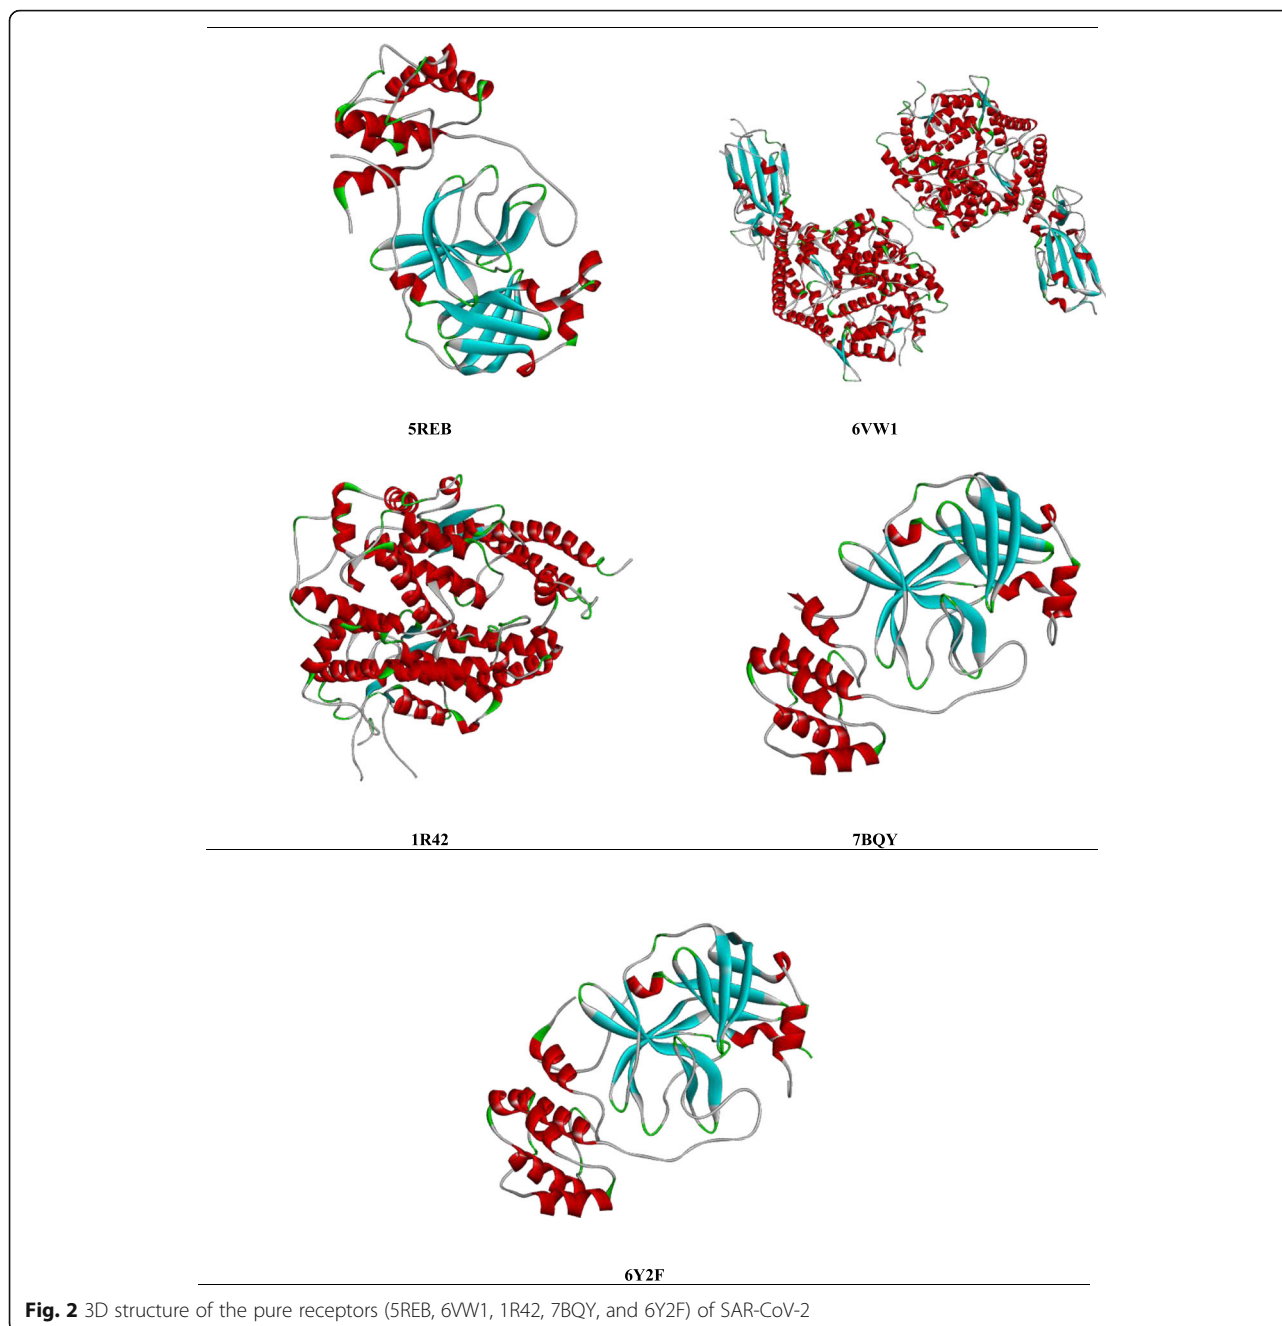 5REB
6VW1
1R42
7BQY
6Y2F
Fig. 2 3D structure of the pure receptors (5REB, 6VW1, 1R42, 7BQY, and 6Y2F) of SAR-CoV-2